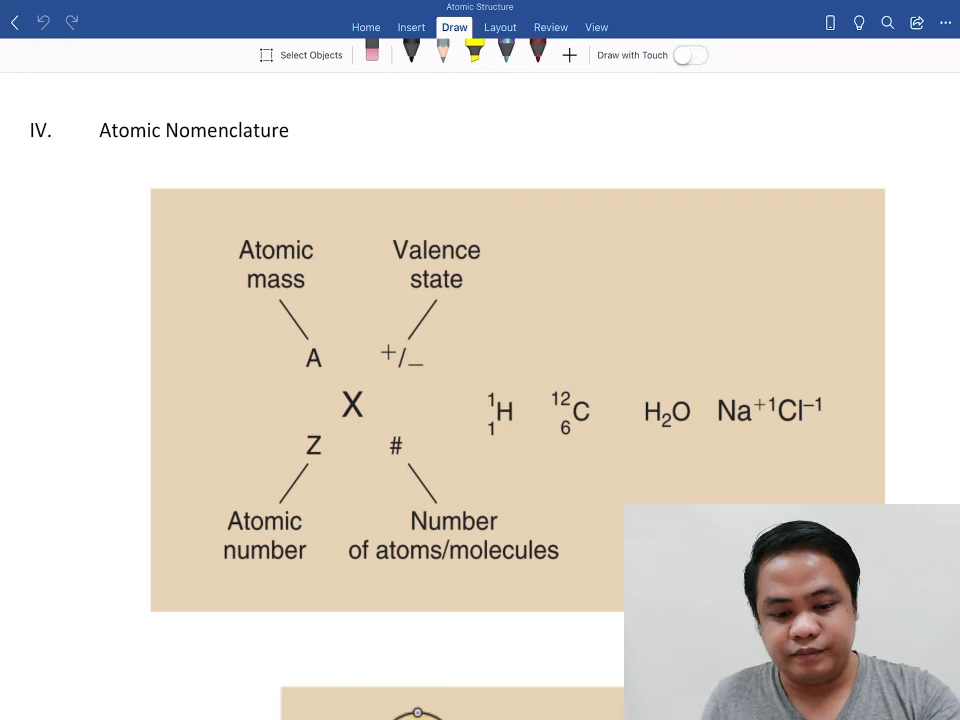 Atomic Structure
Home Insert Draw Layout Review View
Select Objects Draw with Touch
IV. Atomic Nomenclature
Atomic mass
Valence state
A +/−
X
Z #
Atomic number
Number of atoms/molecules
¹₁H ¹²₆C H₂O Na⁺¹Cl⁻¹